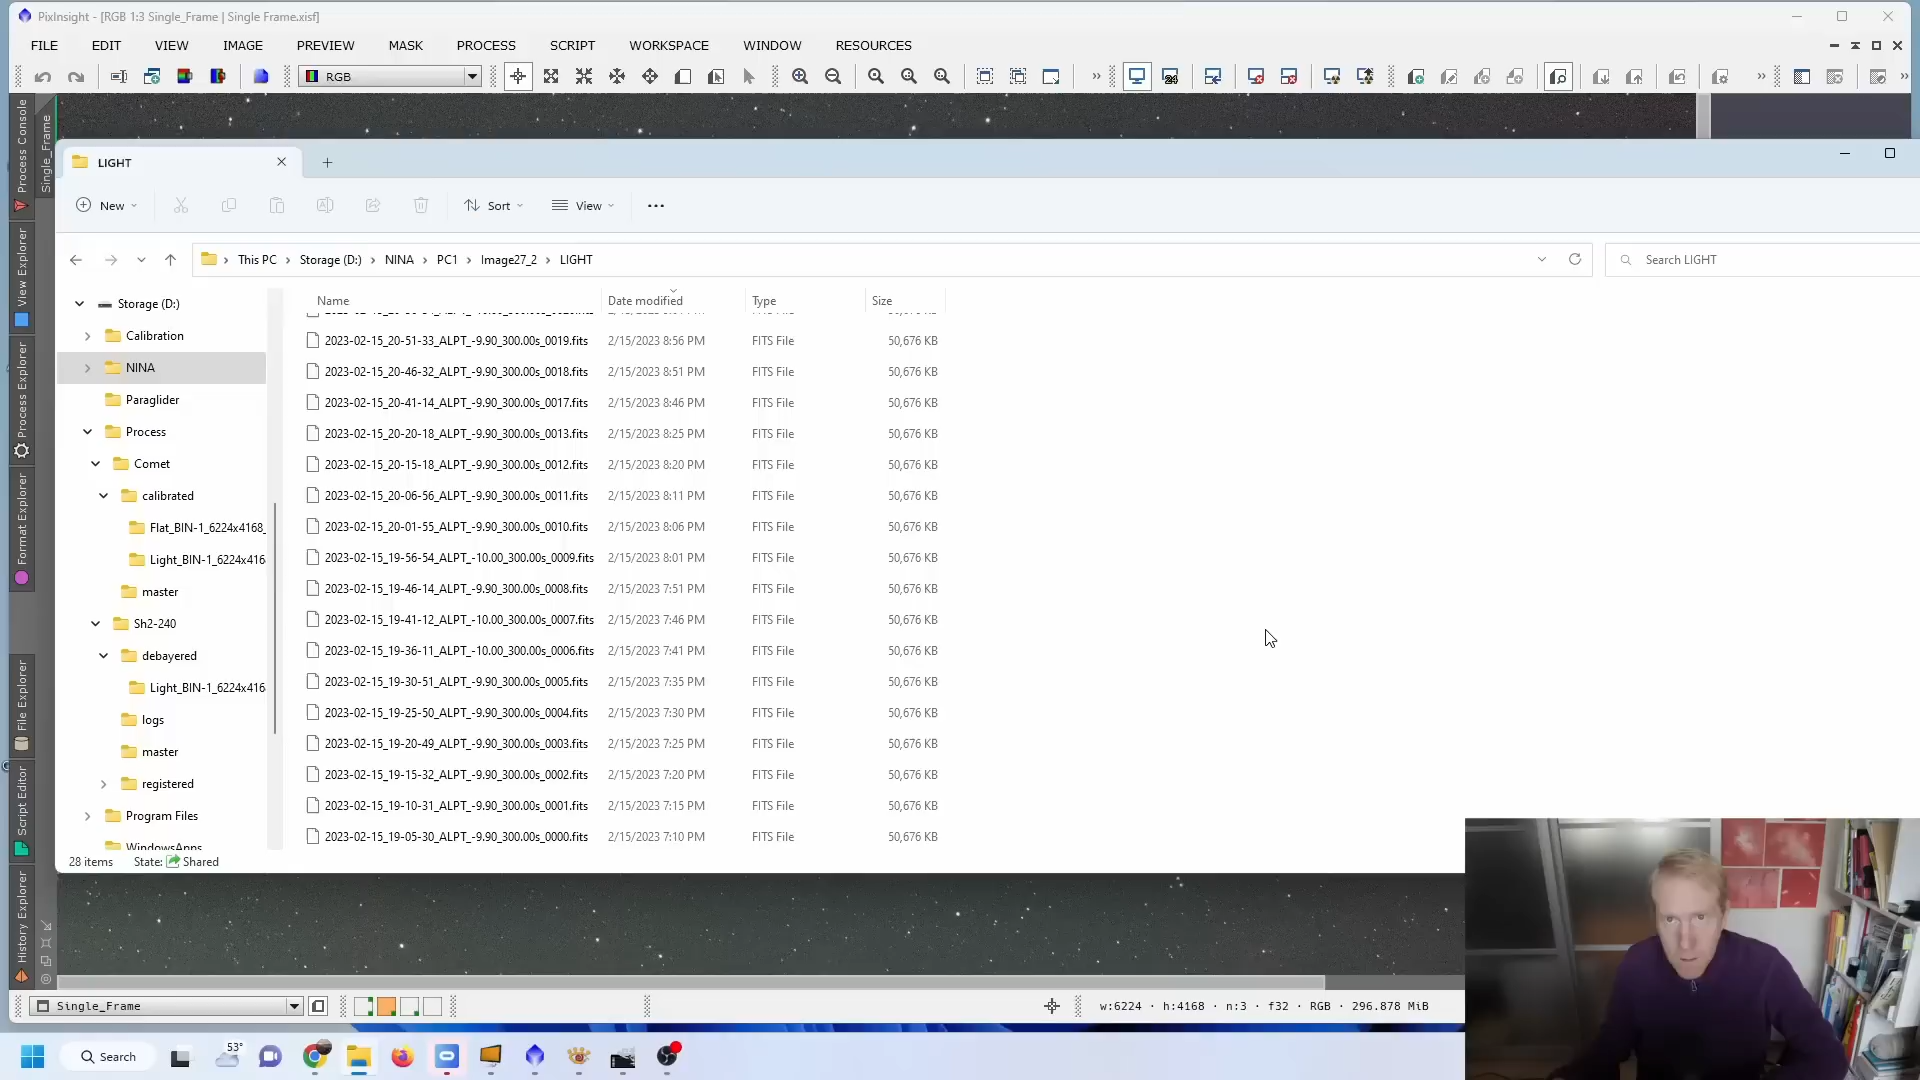 PixInsight - [RGB 1:3 Single_Frame | Single Frame.xisf]
FILE EDIT VIEW IMAGE PREVIEW MASK PROCESS SCRIPT WORKSPACE WINDOW RESOURCES
RGB
24
Process Console
Single_Frame
View Explorer
Process Explorer
Format Explorer
File Explorer
Script Editor
History Explorer
LIGHT
New Sort View
This PC Storage (D:) NINA PC1 Image27_2 LIGHT
Search LIGHT
Storage (D:)
Calibration
NINA
Paraglider
Process
Comet
calibrated
Flat_BIN-1_6224x4168_
Light_BIN-1_6224x416
master
Sh2-240
debayered
Light_BIN-1_6224x416
logs
master
registered
Program Files
WindowsApps
Name Date modified Type Size
2023-02-15_20-51-33_ALPT_-9.90_300.00s_0019.fits 2/15/2023 8:56 PM FITS File 50,676 KB
2023-02-15_20-46-32_ALPT_-9.90_300.00s_0018.fits 2/15/2023 8:51 PM FITS File 50,676 KB
2023-02-15_20-41-14_ALPT_-9.90_300.00s_0017.fits 2/15/2023 8:46 PM FITS File 50,676 KB
2023-02-15_20-20-18_ALPT_-9.90_300.00s_0013.fits 2/15/2023 8:25 PM FITS File 50,676 KB
2023-02-15_20-15-18_ALPT_-9.90_300.00s_0012.fits 2/15/2023 8:20 PM FITS File 50,676 KB
2023-02-15_20-06-56_ALPT_-9.90_300.00s_0011.fits 2/15/2023 8:11 PM FITS File 50,676 KB
2023-02-15_20-01-55_ALPT_-9.90_300.00s_0010.fits 2/15/2023 8:06 PM FITS File 50,676 KB
2023-02-15_19-56-54_ALPT_-10.00_300.00s_0009.fits 2/15/2023 8:01 PM FITS File 50,676 KB
2023-02-15_19-46-14_ALPT_-9.90_300.00s_0008.fits 2/15/2023 7:51 PM FITS File 50,676 KB
2023-02-15_19-41-12_ALPT_-10.00_300.00s_0007.fits 2/15/2023 7:46 PM FITS File 50,676 KB
2023-02-15_19-36-11_ALPT_-10.00_300.00s_0006.fits 2/15/2023 7:41 PM FITS File 50,676 KB
2023-02-15_19-30-51_ALPT_-9.90_300.00s_0005.fits 2/15/2023 7:35 PM FITS File 50,676 KB
2023-02-15_19-25-50_ALPT_-9.90_300.00s_0004.fits 2/15/2023 7:30 PM FITS File 50,676 KB
2023-02-15_19-20-49_ALPT_-9.90_300.00s_0003.fits 2/15/2023 7:25 PM FITS File 50,676 KB
2023-02-15_19-15-32_ALPT_-9.90_300.00s_0002.fits 2/15/2023 7:20 PM FITS File 50,676 KB
2023-02-15_19-10-31_ALPT_-9.90_300.00s_0001.fits 2/15/2023 7:15 PM FITS File 50,676 KB
2023-02-15_19-05-30_ALPT_-9.90_300.00s_0000.fits 2/15/2023 7:10 PM FITS File 50,676 KB
28 items State: Shared
Single_Frame
w:6224 · h:4168 · n:3 · f32 · RGB · 296.878 MiB
Search
53°